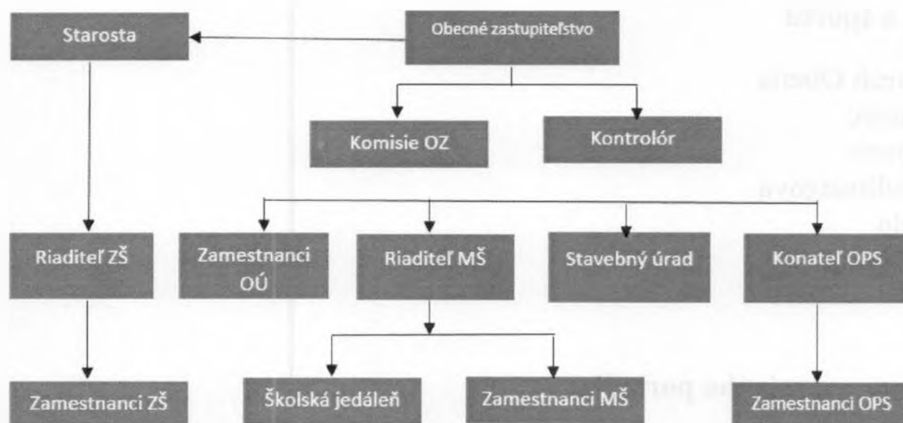 Starosta
Obecné zastupiteľstvo
Komisie OZ
Kontrolór
Riaditeľ ZŠ
Zamestnanci
OÚ
Riaditeľ MŠ
Stavebný úrad
Konateľ OPS
Zamestnanci ZŠ
Školská jedáleň
Zamestnanci MŠ
Zamestnanci OPS